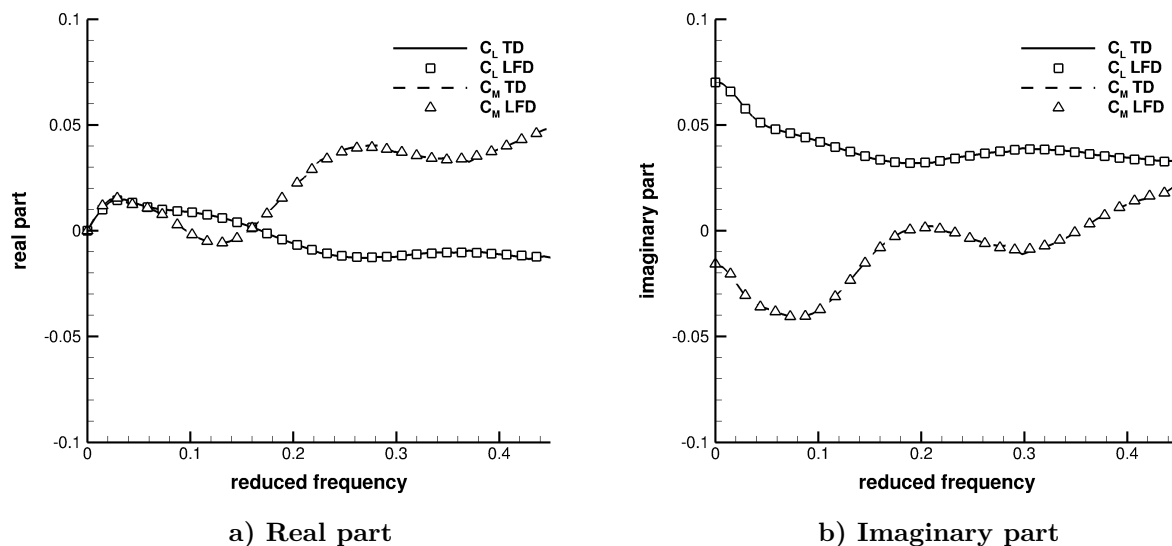 0.1
0.05
0
-0.05
-0.1
real part
0
0.1
0.2
0.3
0.4
reduced frequency
C_L TD
C_L LFD
C_M TD
C_M LFD
a) Real part
0.1
0.05
0
-0.05
-0.1
imaginary part
0
0.1
0.2
0.3
0.4
reduced frequency
C_L TD
C_L LFD
C_M TD
C_M LFD
b) Imaginary part